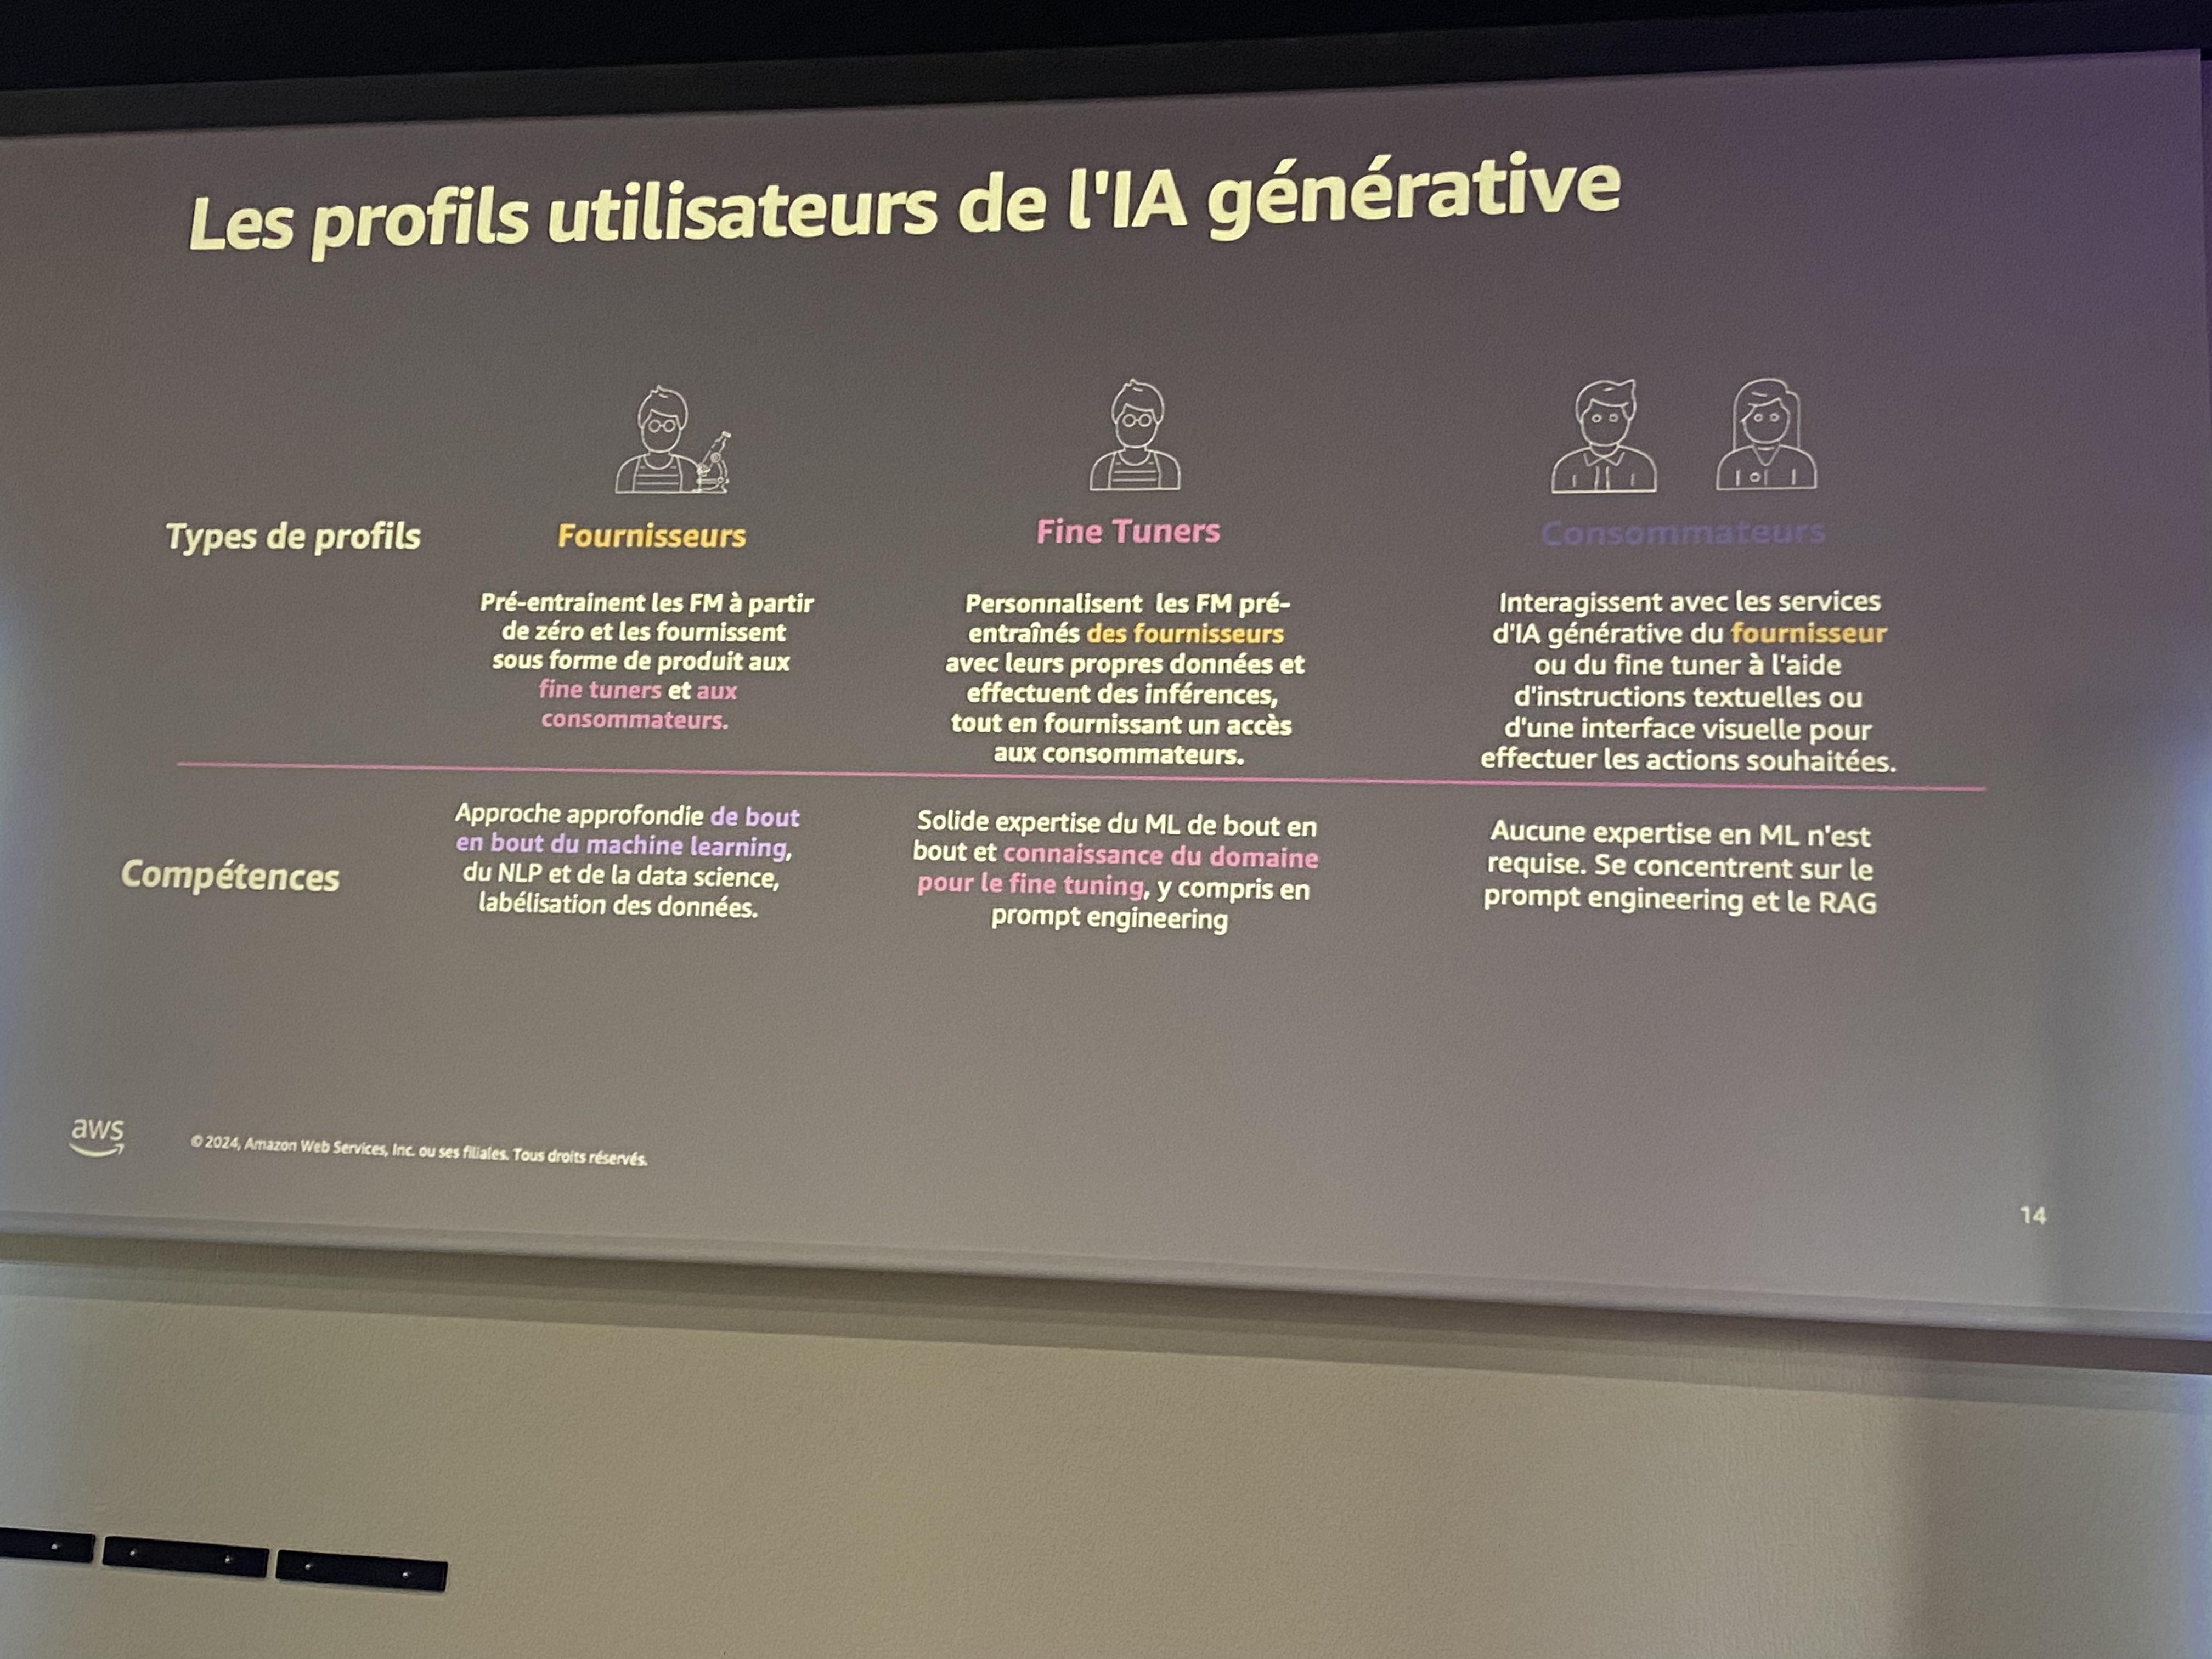 Les profils utilisateurs de l'IA générative
Types de profils
Fournisseurs
Pré-entrainent les FM à partir
de zéro et les fournissent
sous forme de produit aux
fine tuners et aux
consommateurs.
Fine Tuners
Personnalisent les FM pré-
entraînés des fournisseurs
avec leurs propres données et
effectuent des inférences,
tout en fournissant un accès
aux consommateurs.
Consommateurs
Interagissent avec les services
d'IA générative du fournisseur
ou du fine tuner à l'aide
d'instructions textuelles ou
d'une interface visuelle pour
effectuer les actions souhaitées.
Compétences
Approche approfondie de bout
en bout du machine learning,
du NLP et de la data science,
labélisation des données.
Solide expertise du ML de bout en
bout et connaissance du domaine
pour le fine tuning, y compris en
prompt engineering
Aucune expertise en ML n'est
requise. Se concentrent sur le
prompt engineering et le RAG
aws
© 2024, Amazon Web Services, Inc. ou ses filiales. Tous droits réservés.
14